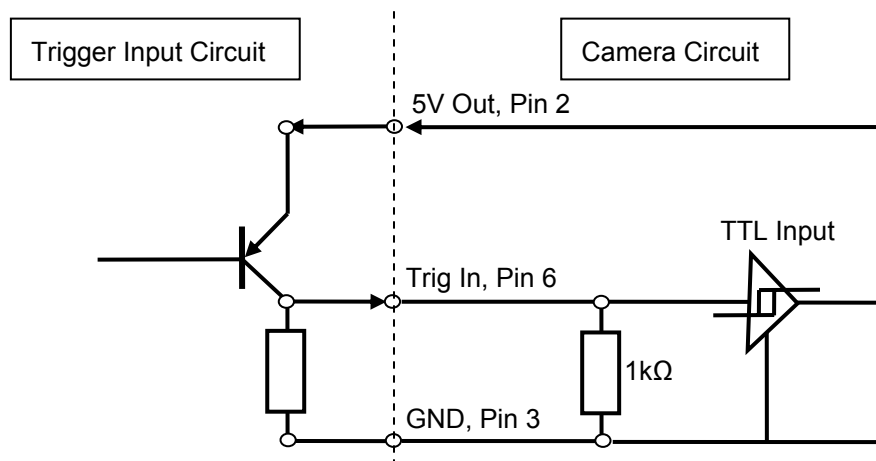 Trigger Input Circuit
Camera Circuit
5V Out, Pin 2
TTL Input
Trig In, Pin 6
1kΩ
GND, Pin 3